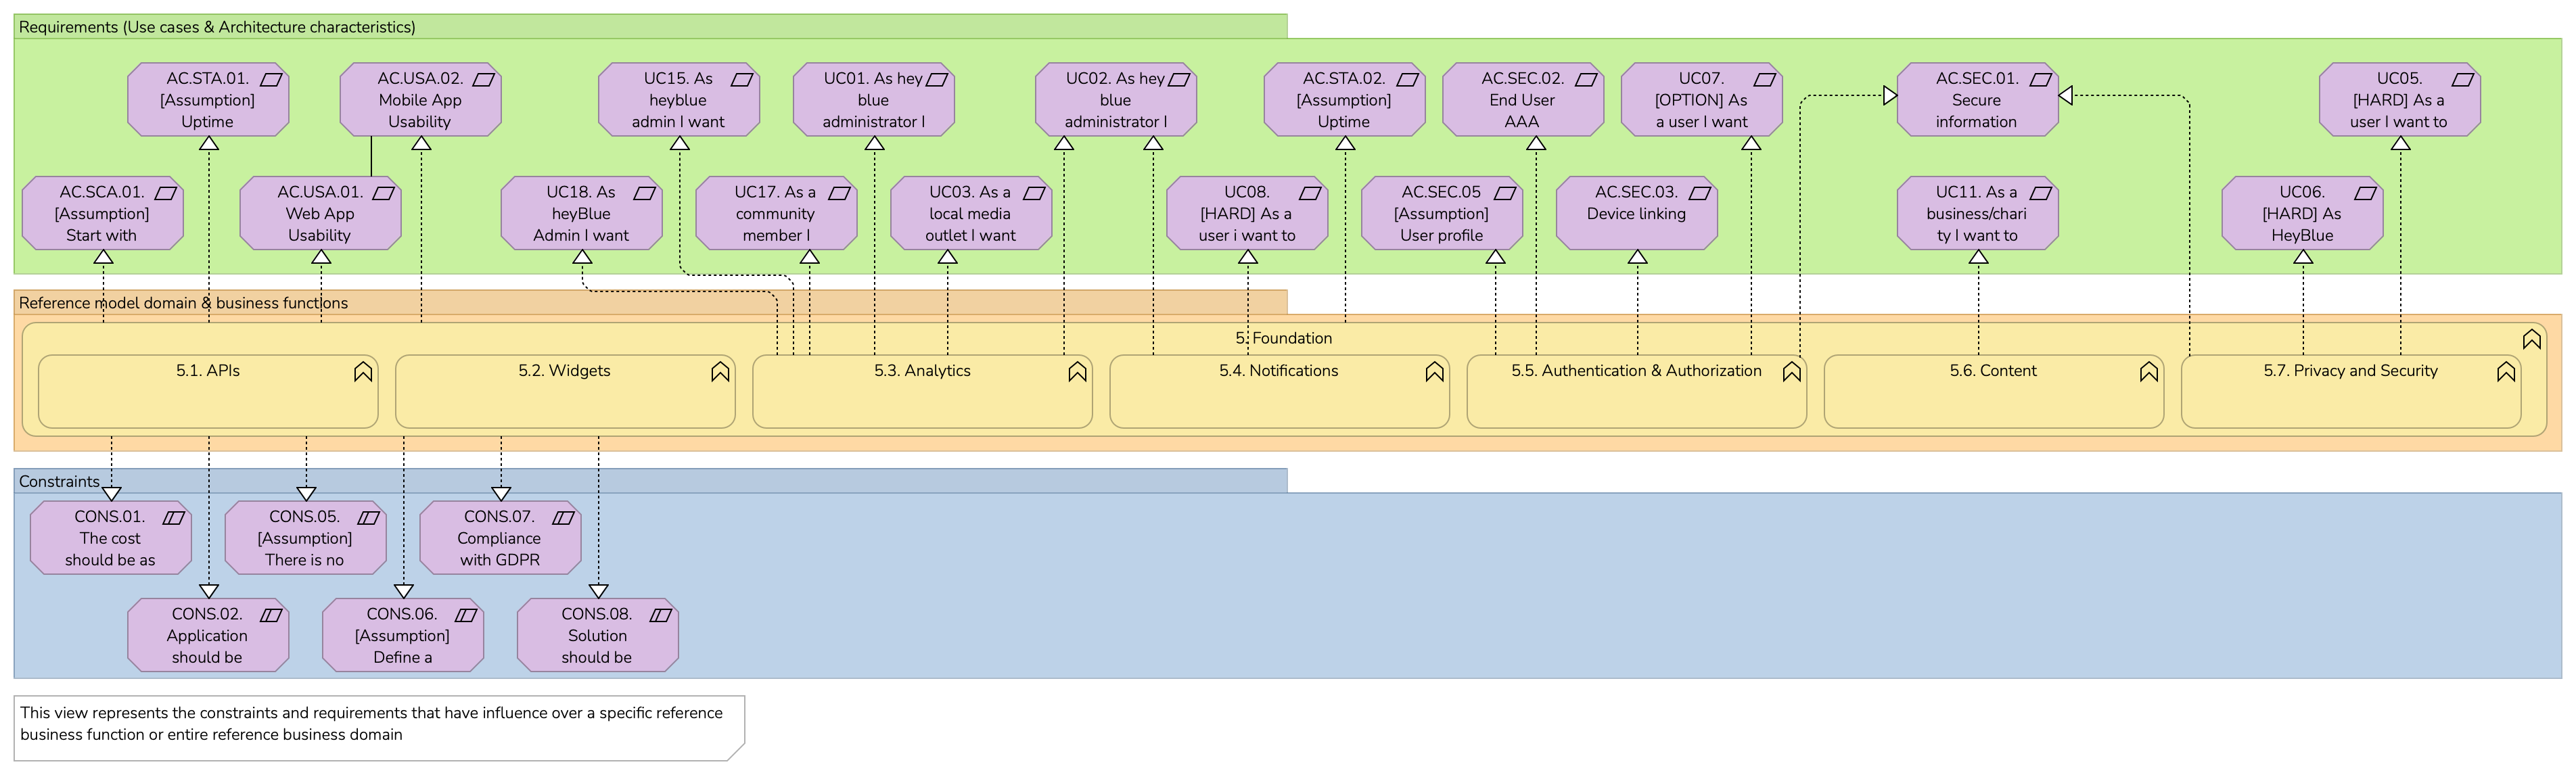 Requirements (Use cases & Architecture characteristics)
AC.STA.01.
[Assumption]
Uptime
AC.USA.02.
Mobile App
Usability
UC15. As
heyblue
admin I want
UC01. As hey
blue
administrator I
UC02. As hey
blue
administrator I
AC.STA.02.
[Assumption]
Uptime
AC.SEC.02.
End User
AAA
UC07.
[OPTION] As
a user I want
AC.SEC.01.
Secure
information
UC05.
[HARD] As a
user I want to
AC.SCA.01.
[Assumption]
Start with
AC.USA.01.
Web App
Usability
UC18. As
heyBlue
Admin I want
UC17. As a
community
member I
UC03. As a
local media
outlet I want
UC08.
[HARD] As a
user i want to
AC.SEC.05
[Assumption]
User profile
AC.SEC.03.
Device linking
UC11. As a
business/chari
ty I want to
UC06.
[HARD] As
HeyBlue
Reference model domain & business functions
5. Foundation
5.1. APIs
5.2. Widgets
5.3. Analytics
5.4. Notifications
5.5. Authentication & Authorization
5.6. Content
5.7. Privacy and Security
Constraints
CONS.01.
The cost
should be as
CONS.05.
[Assumption]
There is no
CONS.07.
Compliance
with GDPR
CONS.02.
Application
should be
CONS.06.
[Assumption]
Define a
CONS.08.
Solution
should be
This view represents the constraints and requirements that have influence over a specific reference
business function or entire reference business domain